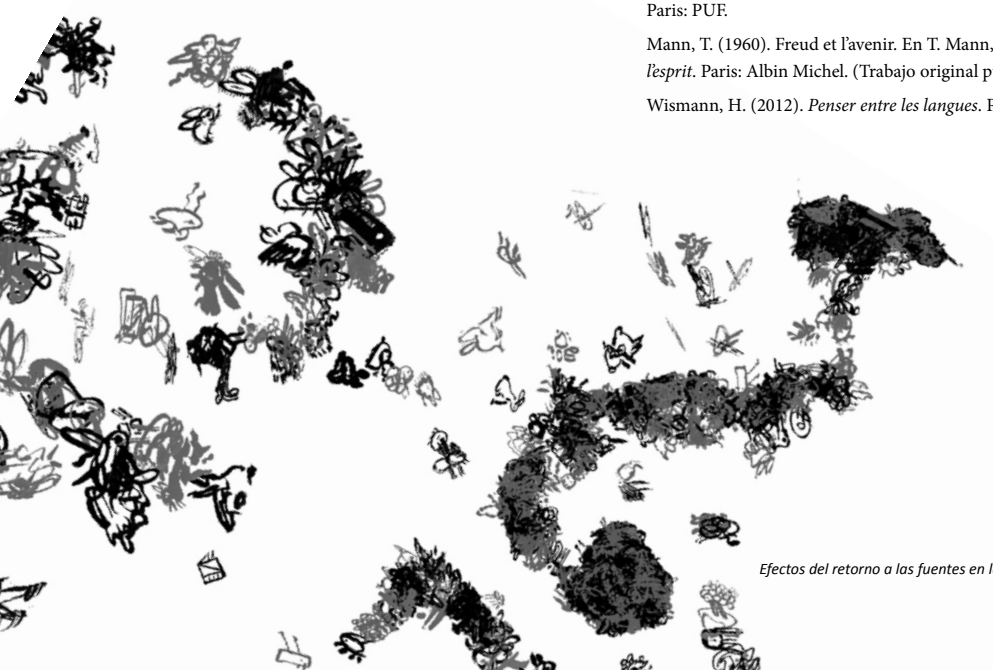 Paris: PUF.
Mann, T. (1960). Freud et l’avenir. En T. Mann,
l’esprit. Paris: Albin Michel. (Trabajo original p
Wismann, H. (2012). Penser entre les langues. P
Efectos del retorno a las fuentes en l